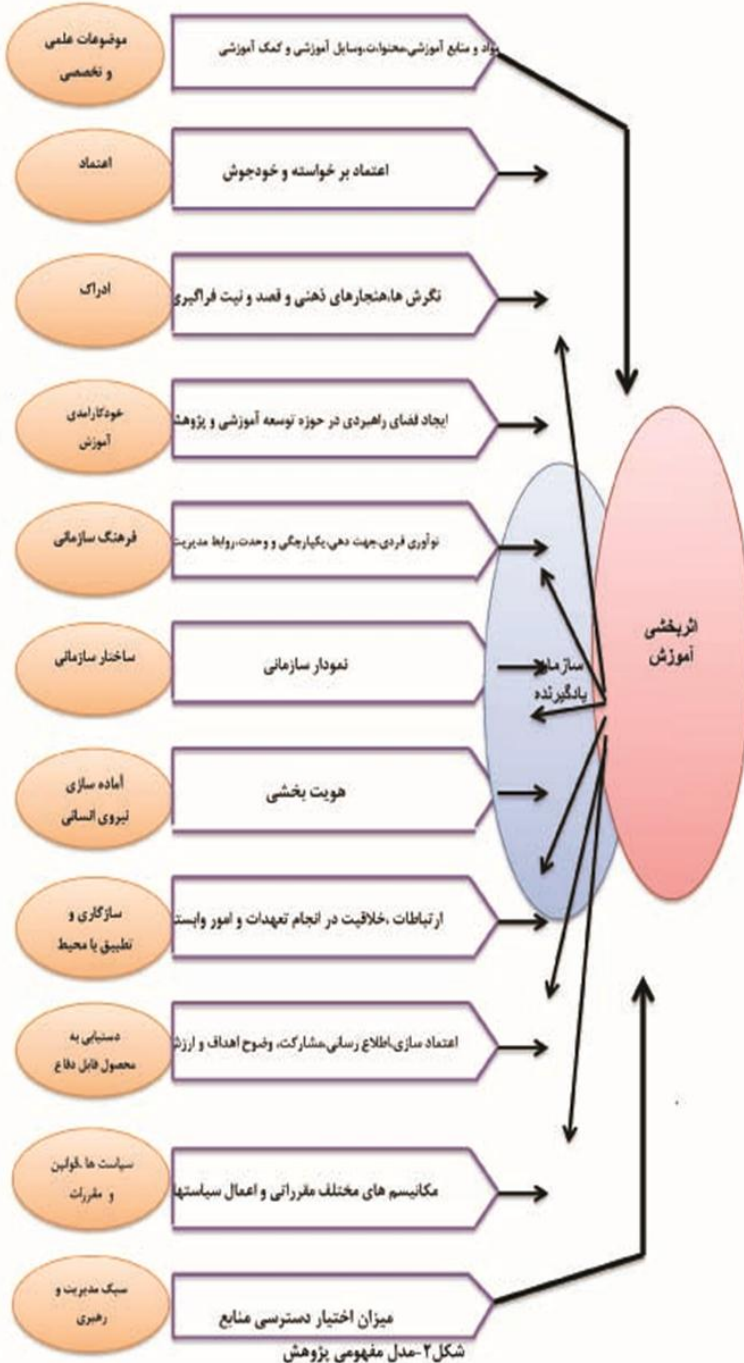 موضوعات علمی
و تخصصی
مواد و منابع آموزشی،محتوا،ت،وسایل آموزشی و کمک آموزشی
اعتماد
اعتماد بر خواسته و خودجوش
ادراک
نگرش ها،هنجارهای ذهنی و قصد و نیت فراگیری
خودکارامدی
آموزش
ایجاد فضای راهبردی در حوزه توسعه آموزشی و پژوهش
فرهنگ سازمانی
نوآوری فردی،جهت دهی،یکپارچگی و وحدت،روابط مدیریت
ساختار سازمانی
نمودار سازمانی
آماده سازی
نیروی انسانی
هویت بخشی
سازگاری و
تطبیق با محیط
ارتباطات ،خلاقیت در انجام تعهدات و امور وابست
دستیابی به
محصول قابل دفاع
اعتماد سازی،اطلاع رسانی،مشارکت، وضوح اهداف و ارزش
سیاست ها ،قوانین
و مقررات
مکانیسم های مختلف مقرراتی و اعمال سیاستها
سبک مدیریت و
رهبری
میزان اختیار دسترسی منابع
سازمان
یادگیرنده
اثربخشی
آموزش
شکل۲-مدل مفهومی پژوهش